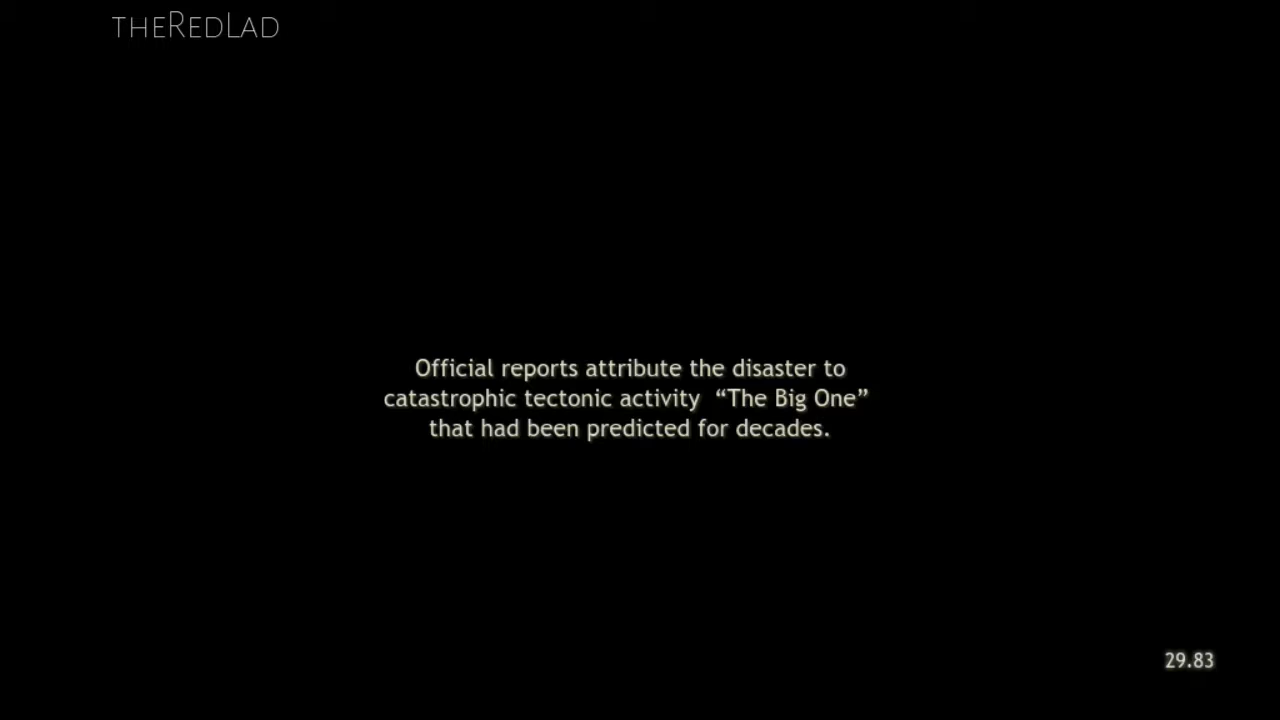 THEREDLAD
Official reports attribute the disaster to
catastrophic tectonic activity  “The Big One”
that had been predicted for decades.
29.83